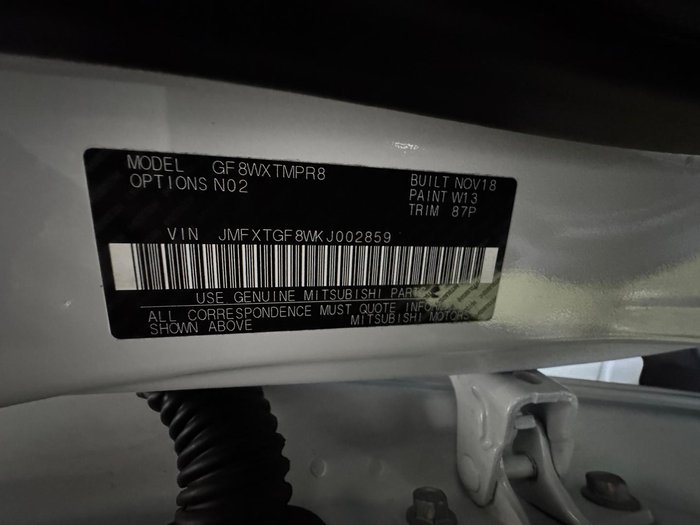 MODEL GF8WXTMPR8
OPTIONS N02
BUILT NOV18
PAINT W13
TRIM 87P
VIN JMFXTGF8WKJ002859
USE GENUINE MITSUBISHI PARTS
ALL CORRESPONDENCE MUST QUOTE
SHOWN ABOVE
MITSUBISHI MOTORS